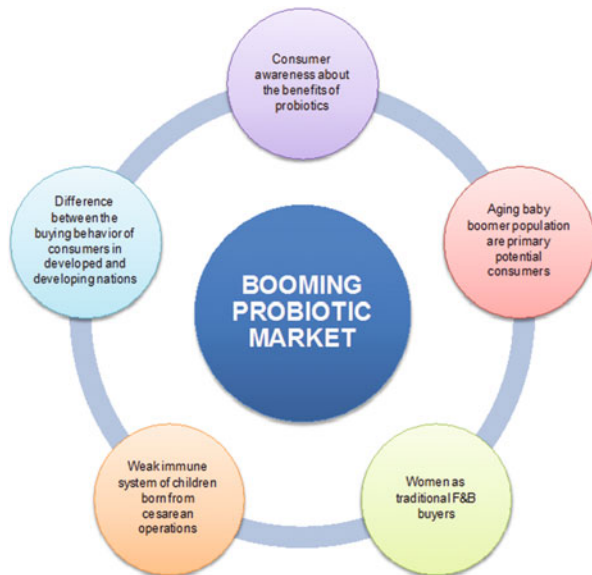 Consumer
awareness about
the benefits of
probiotics
Aging baby
boomer population
are primary
potential
consumers
Women as
traditional F&B
buyers
Weak immune
system of children
born from
cesarean
operations
Difference
between the
buying behavior of
consumers in
developed and
developing nations
BOOMING
PROBIOTIC
MARKET